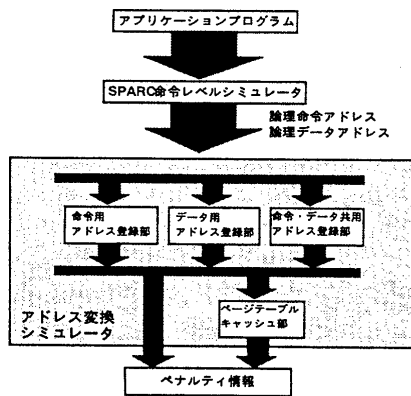 アプリケーションプログラム
SPARC命令レベルシミュレータ
論理命令アドレス
論理データアドレス
命令用
アドレス登録部
データ用
アドレス登録部
命令・データ共用
アドレス登録部
ページテーブル
キャッシュ部
アドレス変換
シミュレータ
ペナルティ情報